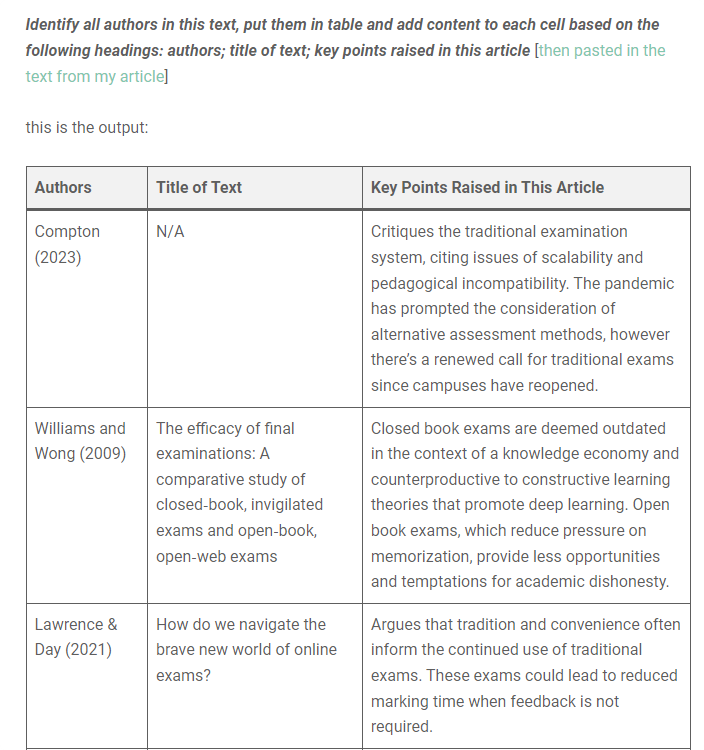 Identify all authors in this text, put them in table and add content to each cell based on the
following headings: authors; title of text; key points raised in this article [then pasted in the
text from my article]
this is the output:
Authors
Title of Text
Key Points Raised in This Article
Compton
(2023)
N/A
Critiques the traditional examination
system, citing issues of scalability and
pedagogical incompatibility. The pandemic
has prompted the consideration of
alternative assessment methods, however
there’s a renewed call for traditional exams
since campuses have reopened.
Williams and
Wong (2009)
The efficacy of final
examinations: A
comparative study of
closed-book, invigilated
exams and open-book,
open-web exams
Closed book exams are deemed outdated
in the context of a knowledge economy and
counterproductive to constructive learning
theories that promote deep learning. Open
book exams, which reduce pressure on
memorization, provide less opportunities
and temptations for academic dishonesty.
Lawrence &
Day (2021)
How do we navigate the
brave new world of online
exams?
Argues that tradition and convenience often
inform the continued use of traditional
exams. These exams could lead to reduced
marking time when feedback is not
required.